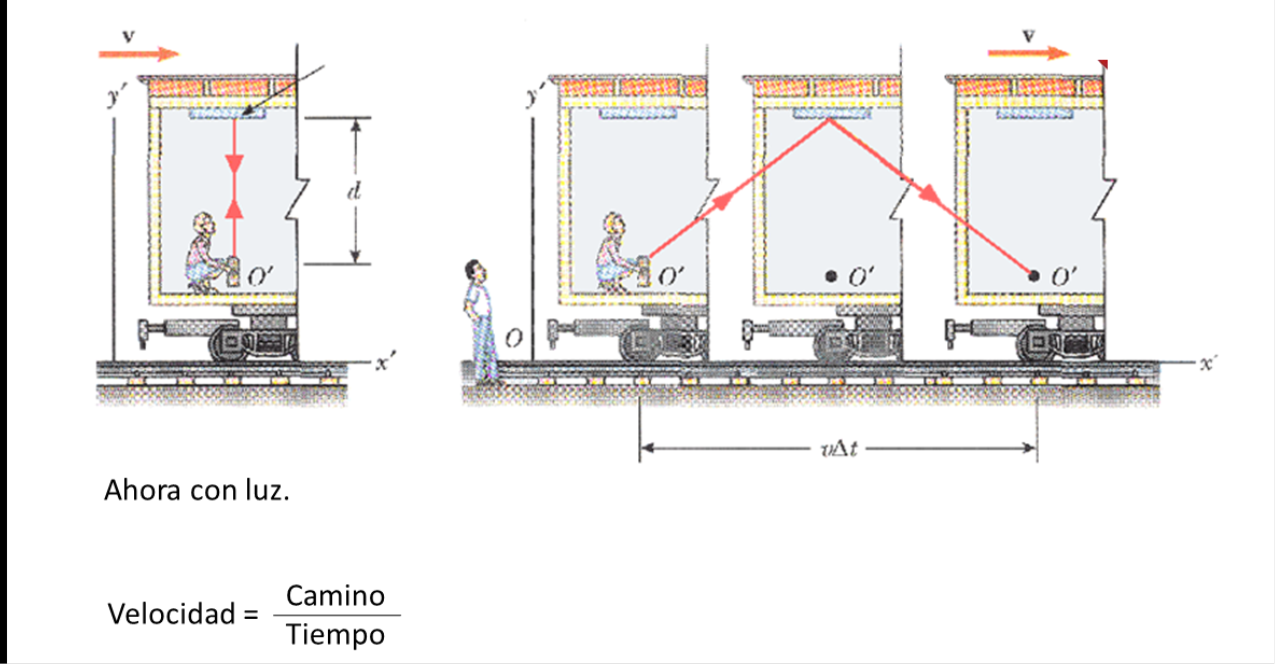 v
v
y′
y′
d
O′
O′
O′
O′
O
x′
x′
vΔt
Ahora con luz.
Velocidad = Camino
Tiempo